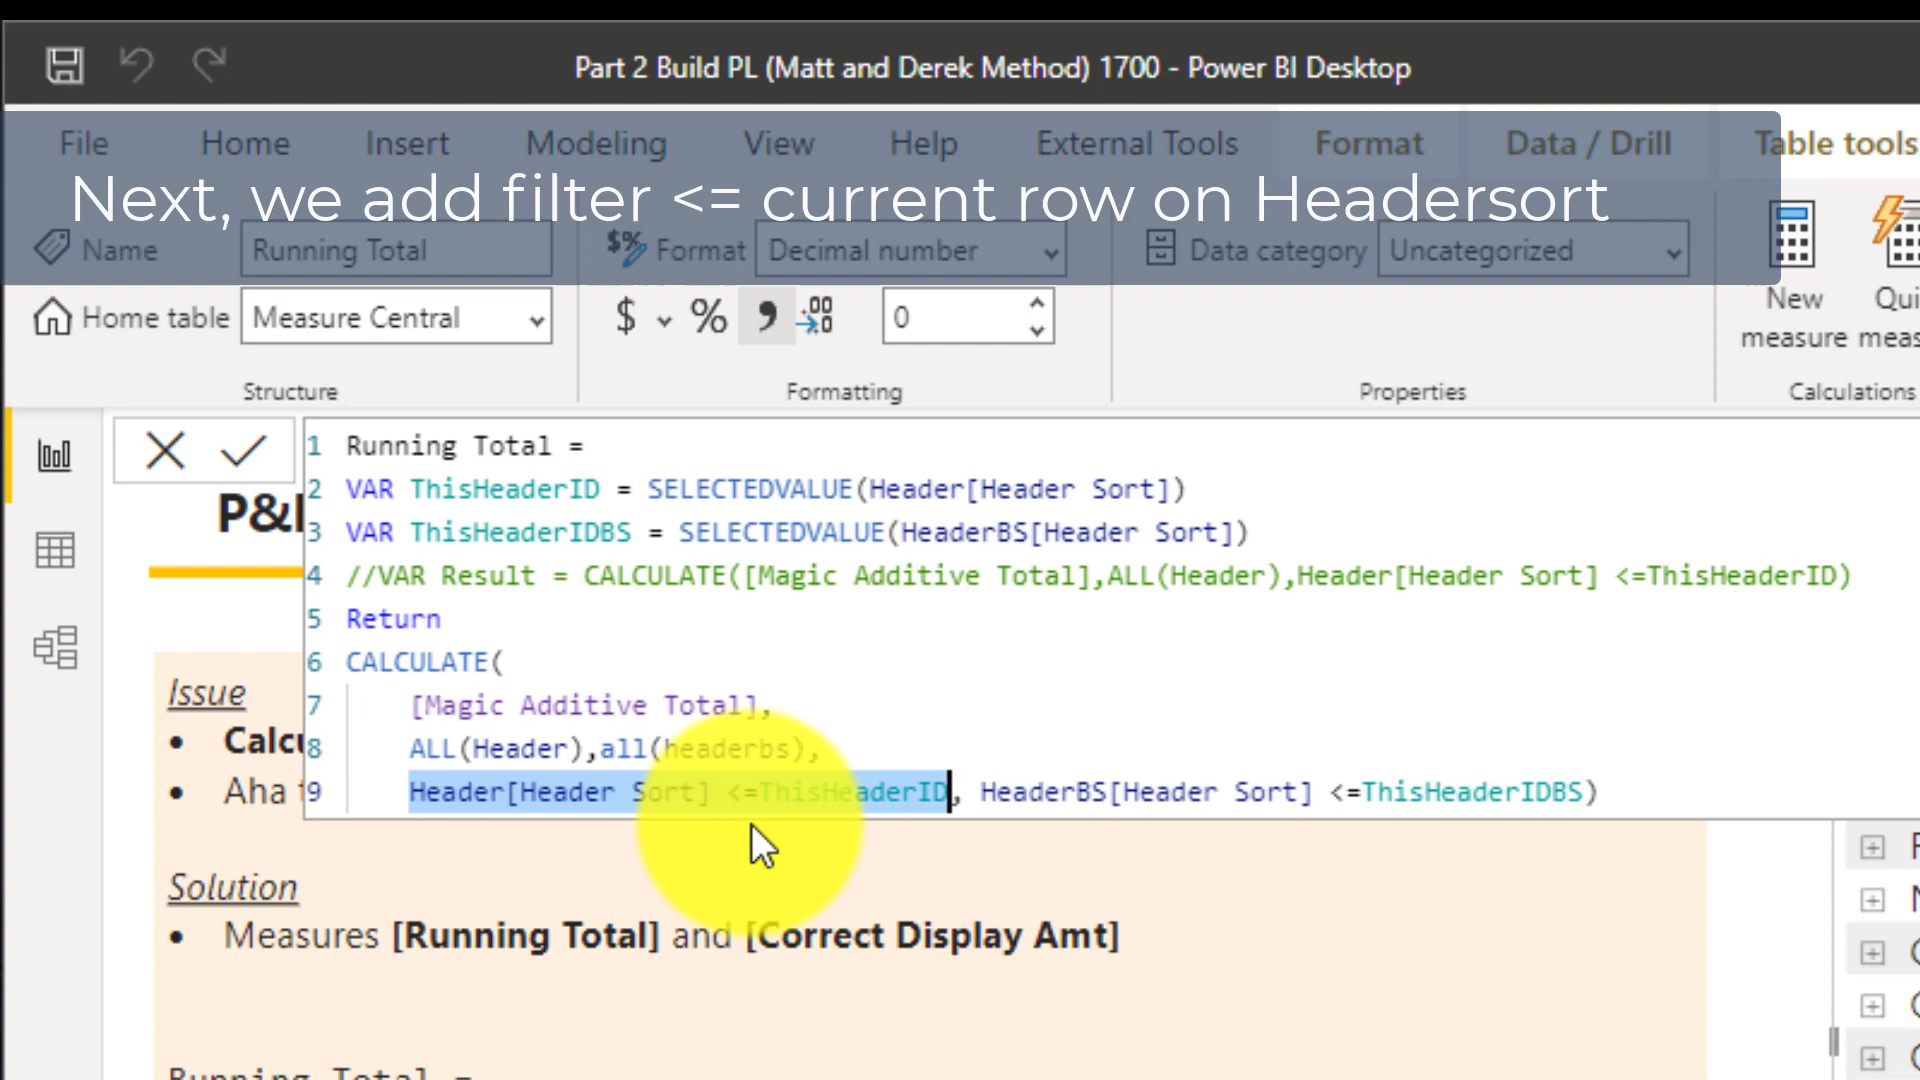 Part 2 Build PL (Matt and Derek Method) 1700 - Power BI Desktop
File Home Insert Modeling View Help External Tools Format Data / Drill Table tools
Next, we add filter <= current row on Headersort
Name Running Total $% Format Decimal number Data category Uncategorized
Home table Measure Central $ % , .00 0
New measure
Structure Formatting Properties Calculations
1 Running Total =
2 VAR ThisHeaderID = SELECTEDVALUE(Header[Header Sort])
P&
3 VAR ThisHeaderIDBS = SELECTEDVALUE(HeaderBS[Header Sort])
4 //VAR Result = CALCULATE([Magic Additive Total],ALL(Header),Header[Header Sort] <=ThisHeaderID)
5 Return
6 CALCULATE(
Issue
7 [Magic Additive Total],
8 ALL(Header),all(headerbs),
• Aha
9 Header[Header Sort] <=ThisHeaderID, HeaderBS[Header Sort] <=ThisHeaderIDBS)
Solution
• Measures [Running Total] and [Correct Display Amt]
Running Total =